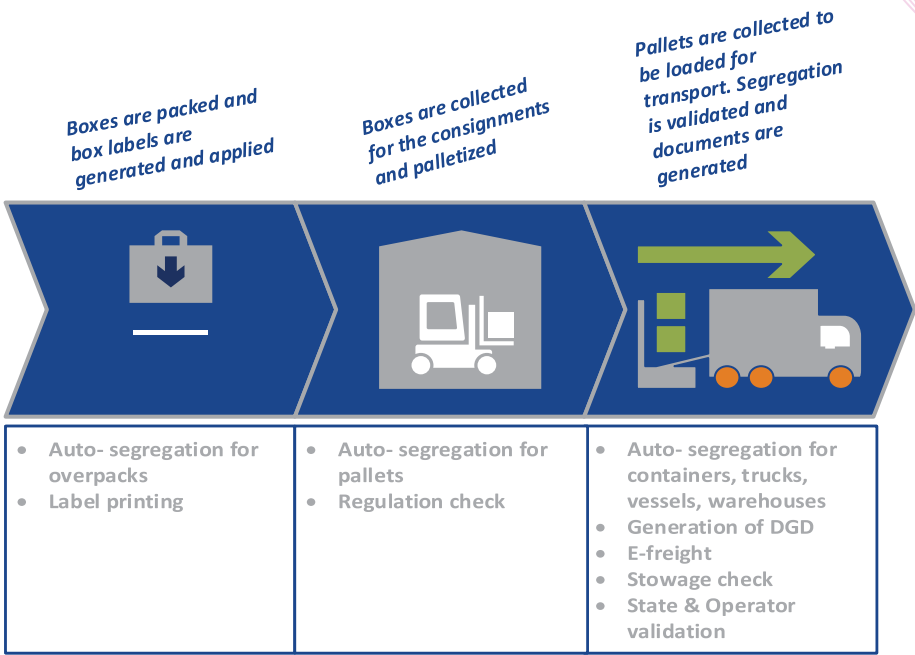 Boxes are packed and
box labels are
generated and applied
Boxes are collected
for the consignments
and palletized
Pallets are collected to
be loaded for
transport. Segregation
is validated and
documents are
generated
• Auto- segregation for
overpacks
• Label printing
• Auto- segregation for
pallets
• Regulation check
• Auto- segregation for
containers, trucks,
vessels, warehouses
• Generation of DGD
• E-freight
• Stowage check
• State & Operator
validation